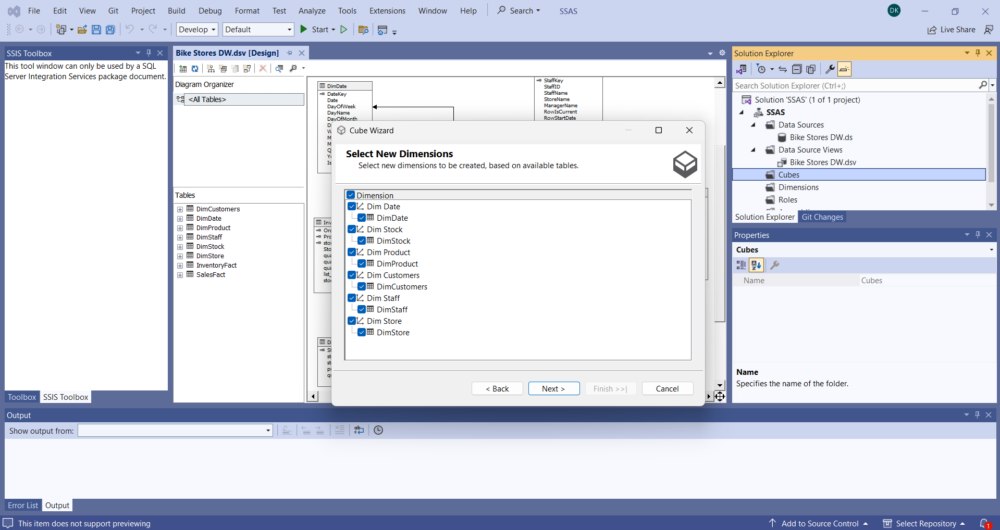 File Edit View Git Project Build Debug Format Test Analyze Tools Extensions Window Help Search SSAS DK
Develop Default Start Live Share
SSIS Toolbox
This tool window can only be used by a SQL
Server Integration Services package document.
Toolbox SSIS Toolbox
Bike Stores DW.dsv [Design]
Diagram Organizer
<All Tables>
Tables
DimCustomers
DimDate
DimProduct
DimStaff
DimStock
DimStore
InventoryFact
SalesFact
DimDate
DateKey
Date
DayOfWeek
DayName
DayOfMonth
StaffKey
StaffID
StaffName
StoreName
ManagerName
RowIsCurrent
RowStartDate
Cube Wizard
Select New Dimensions
Select new dimensions to be created, based on available tables.
Dimension
Dim Date
DimDate
Dim Stock
DimStock
Dim Product
DimProduct
Dim Customers
DimCustomers
Dim Staff
DimStaff
Dim Store
DimStore
< Back Next > Finish >>| Cancel
Solution Explorer
Search Solution Explorer (Ctrl+;)
Solution 'SSAS' (1 of 1 project)
SSAS
Data Sources
Bike Stores DW.ds
Data Source Views
Bike Stores DW.dsv
Cubes
Dimensions
Roles
Solution Explorer Git Changes
Properties
Cubes
Name Cubes
Name
Specifies the name of the folder.
Output
Show output from:
Error List Output
This item does not support previewing Add to Source Control Select Repository 1